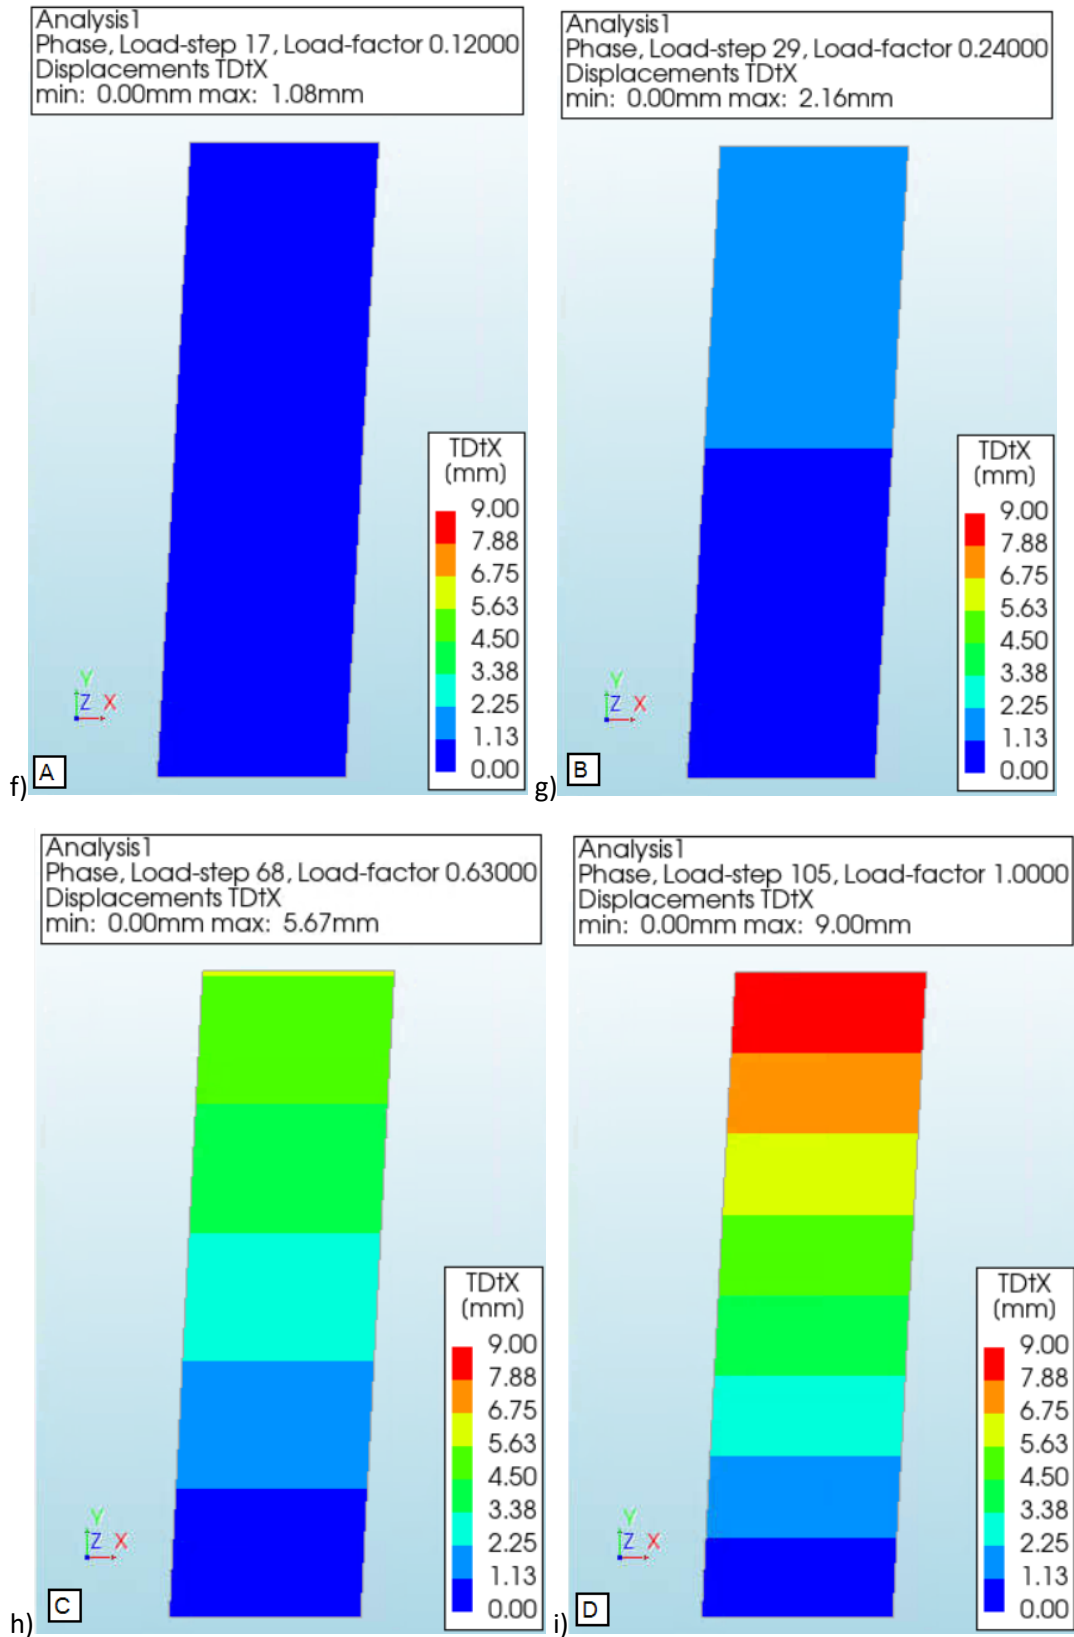 Analysis1
Phase, Load-step 17, Load-factor 0.12000
Displacements TDtX
min: 0.00mm max: 1.08mm
TDtX
(mm)
9.00
7.88
6.75
5.63
4.50
3.38
2.25
1.13
0.00
Y
Z X
f) A
Analysis1
Phase, Load-step 29, Load-factor 0.24000
Displacements TDtX
min: 0.00mm max: 2.16mm
TDtX
(mm)
9.00
7.88
6.75
5.63
4.50
3.38
2.25
1.13
0.00
Y
Z X
g) B
Analysis1
Phase, Load-step 68, Load-factor 0.63000
Displacements TDtX
min: 0.00mm max: 5.67mm
TDtX
(mm)
9.00
7.88
6.75
5.63
4.50
3.38
2.25
1.13
0.00
Y
Z X
h) C
Analysis1
Phase, Load-step 105, Load-factor 1.0000
Displacements TDtX
min: 0.00mm max: 9.00mm
TDtX
(mm)
9.00
7.88
6.75
5.63
4.50
3.38
2.25
1.13
0.00
Y
Z X
i) D